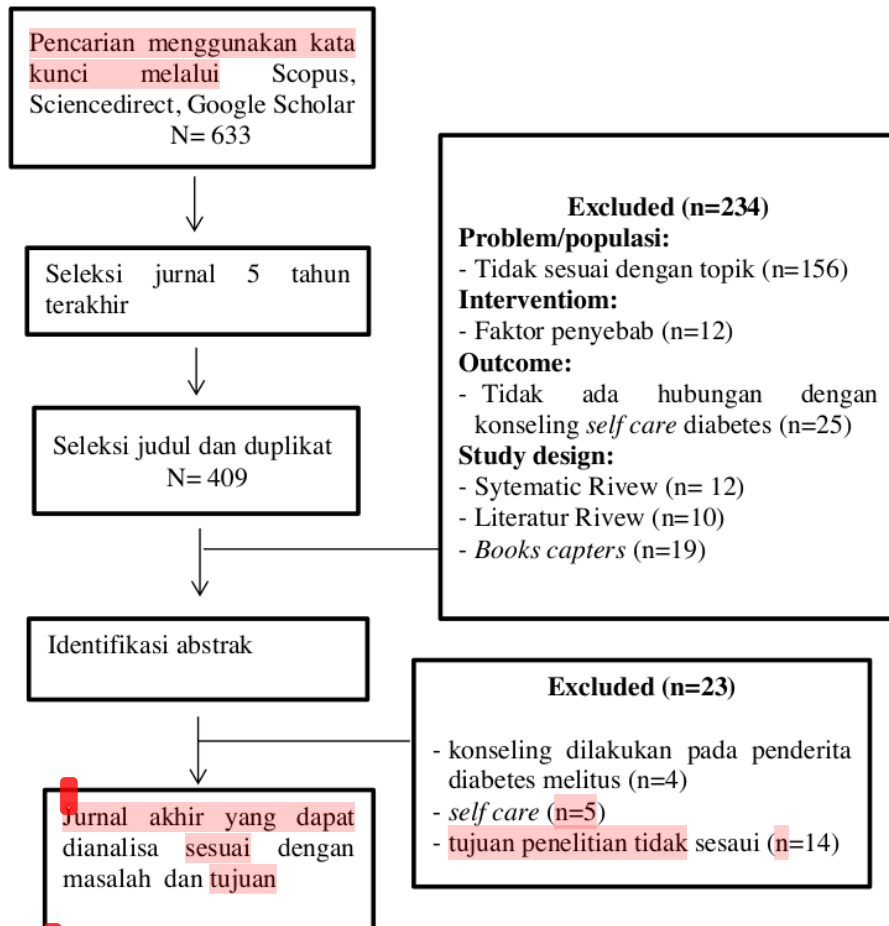 Pencarian menggunakan kata
kunci melalui Scopus,
Sciencedirect, Google Scholar
N= 633
Seleksi jurnal 5 tahun
terakhir
Seleksi judul dan duplikat
N= 409
Excluded (n=234)
Problem/populasi:
- Tidak sesuai dengan topik (n=156)
Interventiom:
- Faktor penyebab (n=12)
Outcome:
- Tidak ada hubungan dengan
konseling self care diabetes (n=25)
Study design:
- Sytematic Rivew (n= 12)
- Literatur Rivew (n=10)
- Books capters (n=19)
Identifikasi abstrak
Excluded (n=23)
- konseling dilakukan pada penderita
diabetes melitus (n=4)
- self care (n=5)
- tujuan penelitian tidak sesaui (n=14)
Jurnal akhir yang dapat
dianalisa sesuai dengan
masalah dan tujuan